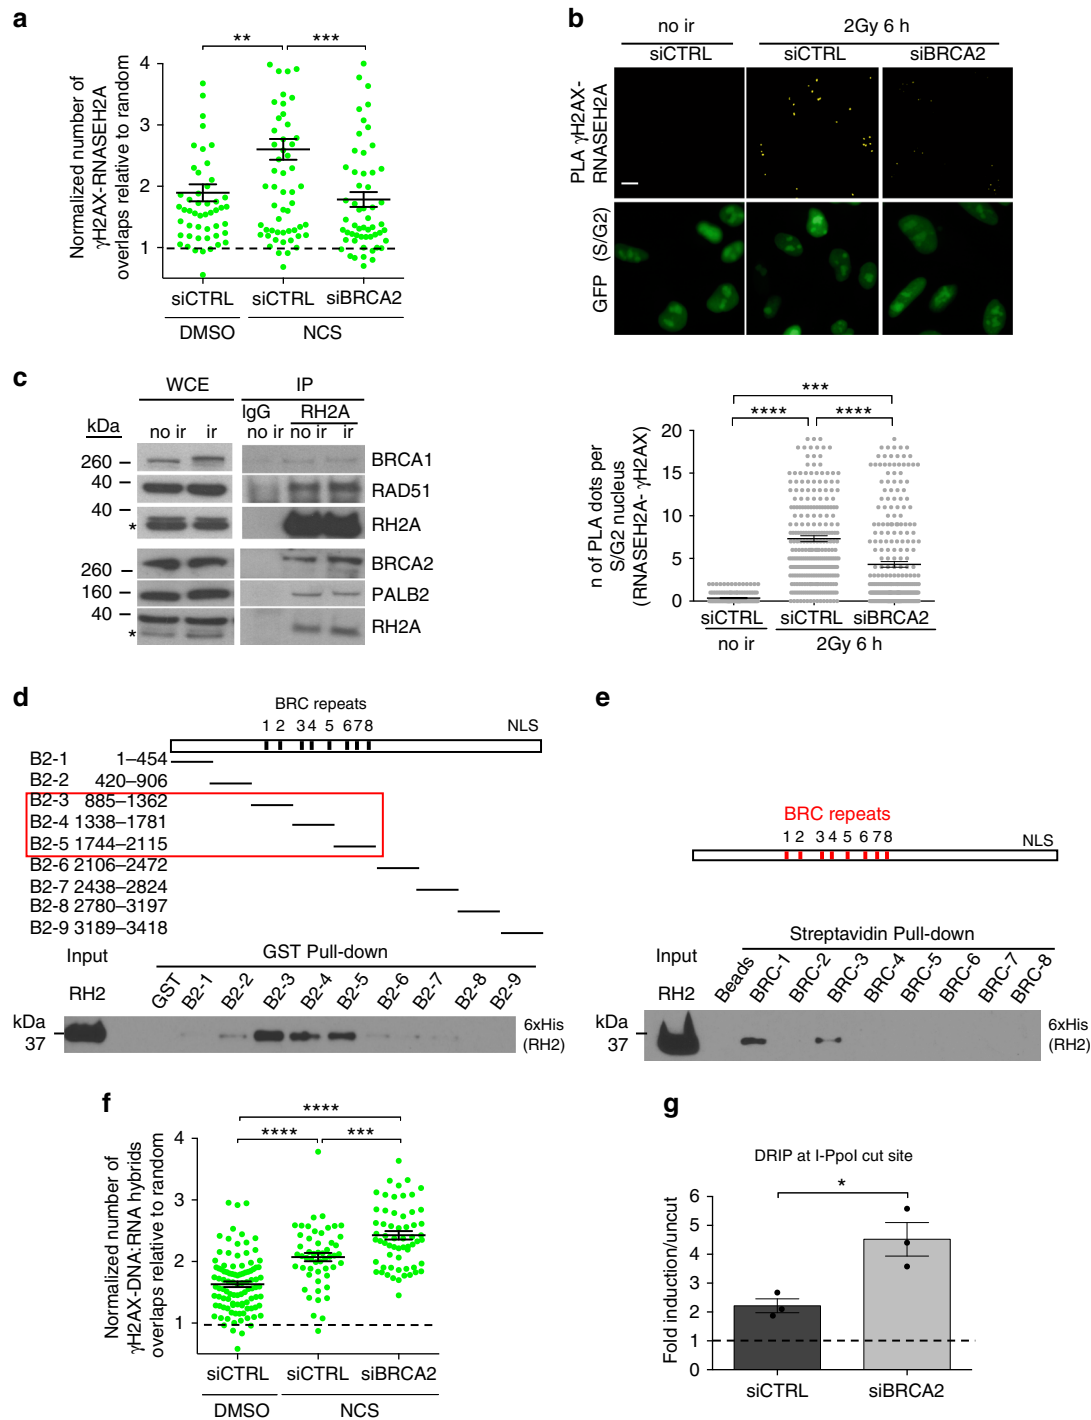 a
** ***
Normalized number of
γH2AX-RNASEH2A
overlaps relative to random
4
3
2
1
siCTRL siCTRL siBRCA2
DMSO NCS
b
no ir 2Gy 6 h
siCTRL siCTRL siBRCA2
PLA γH2AX-
RNASEH2A
GFP (S/G2)
***
**** ****
n of PLA dots per
S/G2 nucleus
(RNASEH2A- γH2AX)
20
15
10
5
0
siCTRL siCTRL siBRCA2
no ir 2Gy 6 h
c
WCE IP
IgG RH2A
kDa no ir ir no ir no ir ir
260 BRCA1
40 RAD51
40 RH2A
*
260 BRCA2
160 PALB2
40 RH2A
*
d
BRC repeats
1 2 3 4 5 6 7 8 NLS
B2-1 1–454
B2-2 420–906
B2-3 885–1362
B2-4 1338–1781
B2-5 1744–2115
B2-6 2106–2472
B2-7 2438–2824
B2-8 2780–3197
B2-9 3189–3418
Input GST Pull-down
RH2 GST B2-1 B2-2 B2-3 B2-4 B2-5 B2-6 B2-7 B2-8 B2-9
kDa
37
6xHis
(RH2)
e
BRC repeats
1 2 3 4 5 6 7 8 NLS
Input Streptavidin Pull-down
RH2 Beads BRC-1 BRC-2 BRC-3 BRC-4 BRC-5 BRC-6 BRC-7 BRC-8
kDa
37
6xHis
(RH2)
f
****
**** ***
Normalized number of
γH2AX-DNA:RNA hybrids
overlaps relative to random
4
3
2
1
siCTRL siCTRL siBRCA2
DMSO NCS
g
DRIP at I-PpoI cut site
*
Fold induction/uncut
6
5
4
3
2
1
0
siCTRL siBRCA2